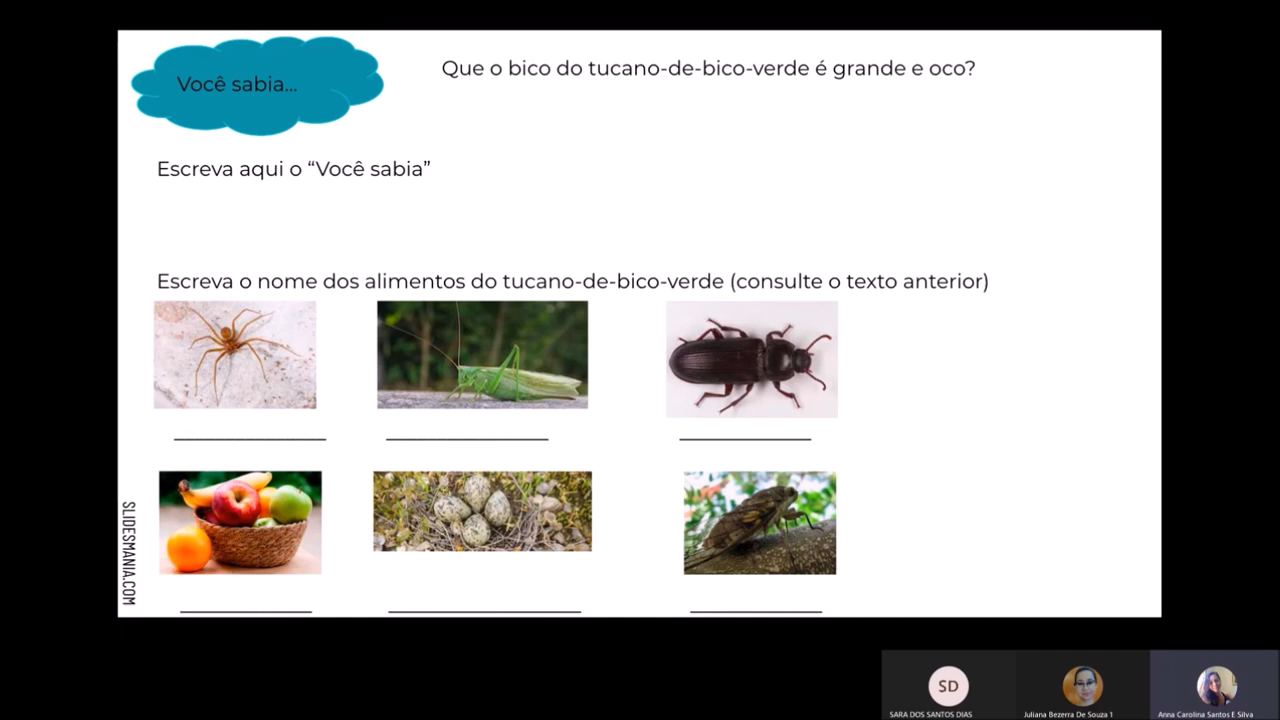 Você sabia...
Que o bico do tucano-de-bico-verde é grande e oco?
Escreva aqui o “Você sabia”
Escreva o nome dos alimentos do tucano-de-bico-verde (consulte o texto anterior)
SLIDESMANIA.COM
SD
SARA DOS SANTOS DIAS
Juliana Bezerra De Souza 1
Anna Carolina Santos E Silva